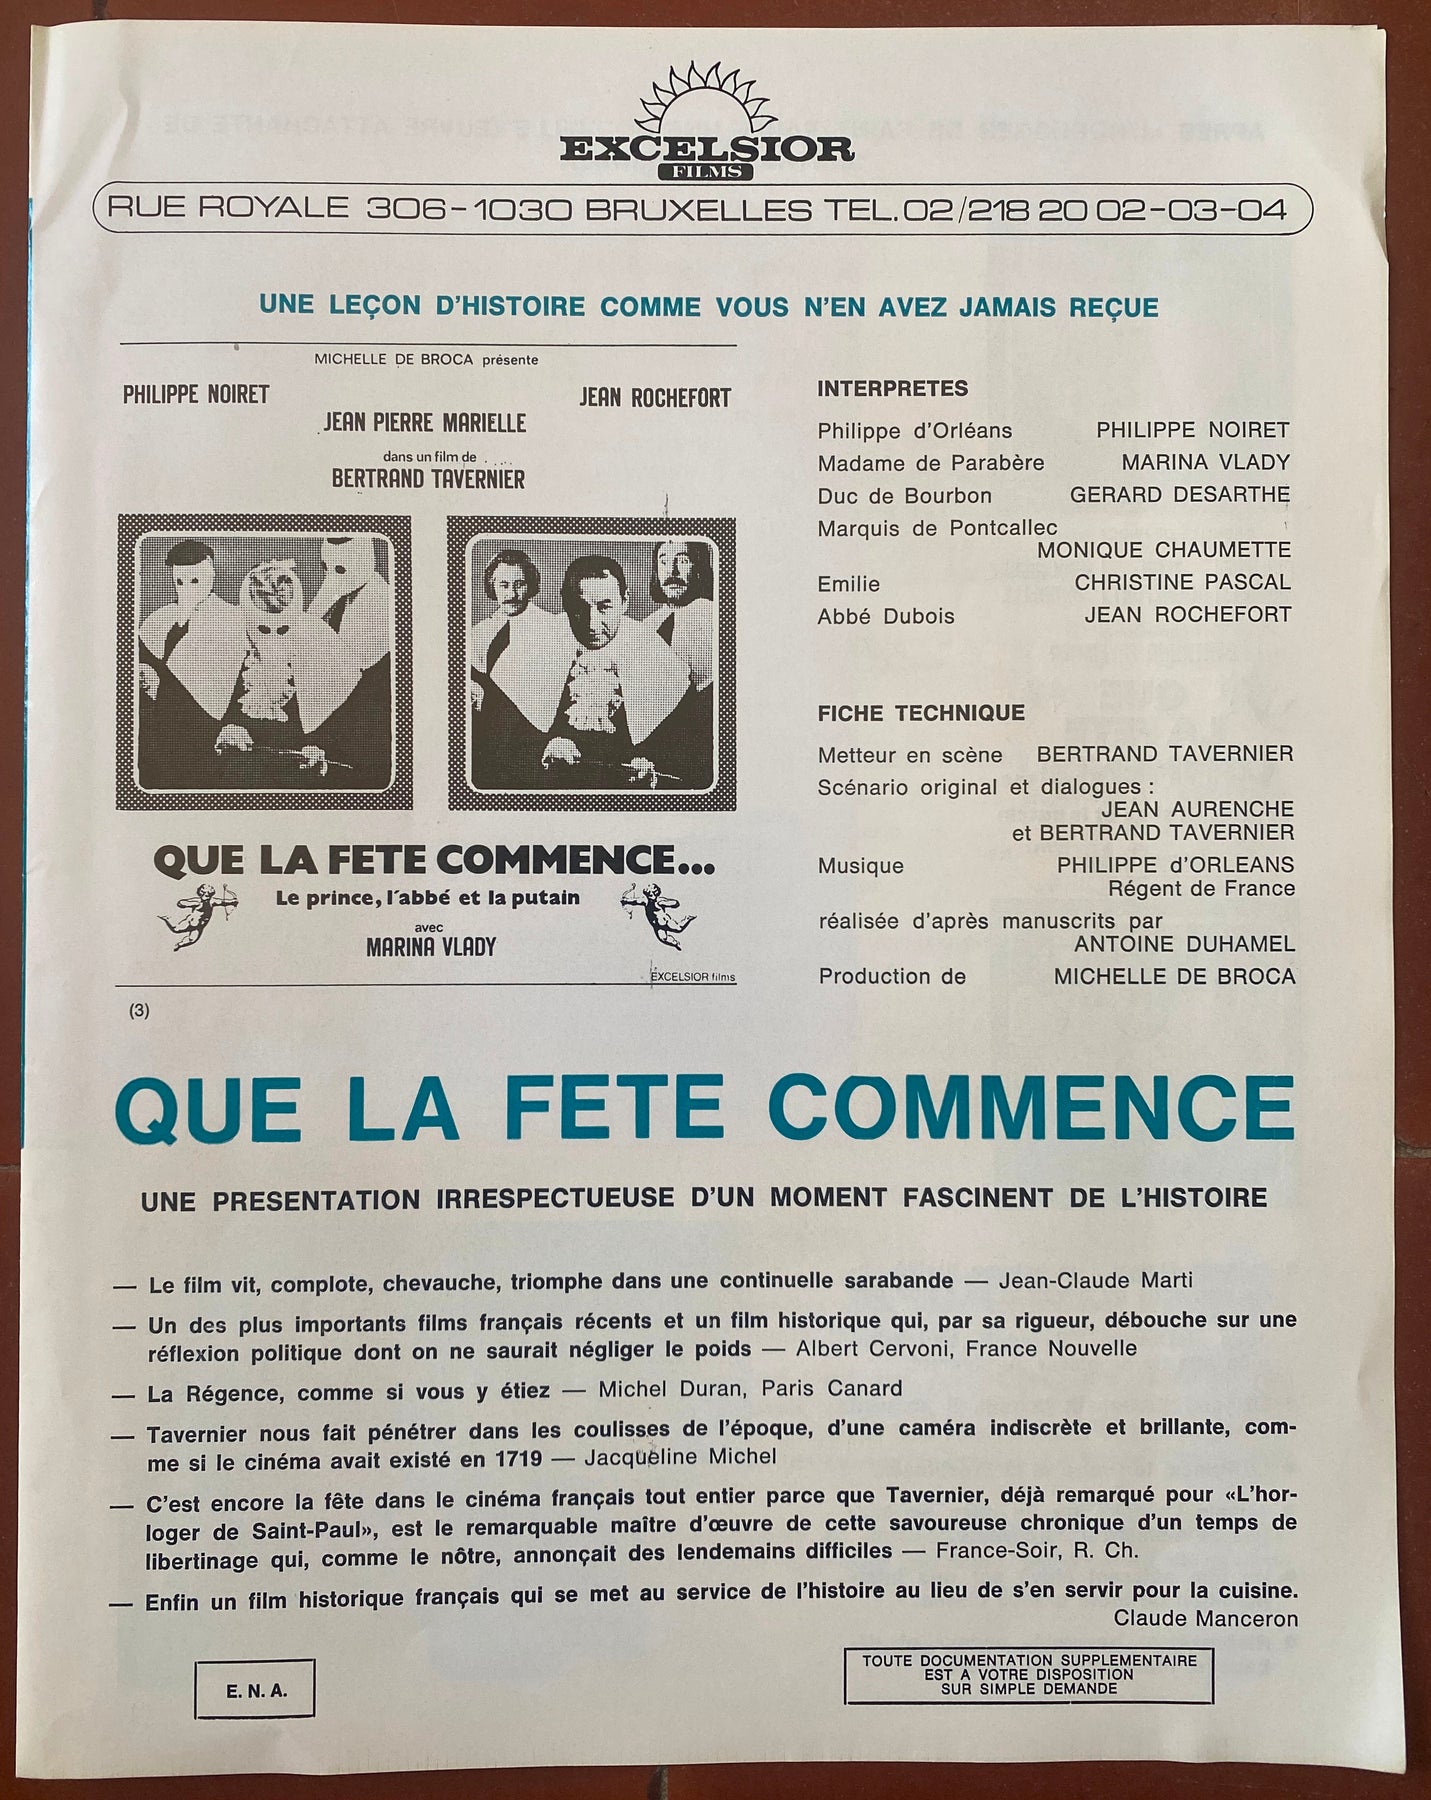 EXCELSIOR
FILMS
RUE ROYALE 306-1030 BRUXELLES TEL.02/218 20 02-03-04
UNE LEÇON D'HISTOIRE COMME VOUS N'EN AVEZ JAMAIS REÇUE
MICHELLE DE BROCA présente
PHILIPPE NOIRET
JEAN ROCHEFORT
JEAN PIERRE MARIELLE
dans un film de
BERTRAND TAVERNIER
QUE LA FETE COMMENCE...
Le prince, l'abbé et la putain
avec
MARINA VLADY
EXCELSIOR films
(3)
INTERPRETES
Philippe d'Orléans PHILIPPE NOIRET
Madame de Parabère MARINA VLADY
Duc de Bourbon GERARD DESARTHE
Marquis de Pontcallec
MONIQUE CHAUMETTE
Emilie CHRISTINE PASCAL
Abbé Dubois JEAN ROCHEFORT
FICHE TECHNIQUE
Metteur en scène BERTRAND TAVERNIER
Scénario original et dialogues :
JEAN AURENCHE
et BERTRAND TAVERNIER
Musique PHILIPPE d'ORLEANS
Régent de France
réalisée d'après manuscrits par
ANTOINE DUHAMEL
Production de MICHELLE DE BROCA
QUE LA FETE COMMENCE
UNE PRESENTATION IRRESPECTUEUSE D'UN MOMENT FASCINENT DE L'HISTOIRE
— Le film vit, complote, chevauche, triomphe dans une continuelle sarabande — Jean-Claude Marti
— Un des plus importants films français récents et un film historique qui, par sa rigueur, débouche sur une
réflexion politique dont on ne saurait négliger le poids — Albert Cervoni, France Nouvelle
— La Régence, comme si vous y étiez — Michel Duran, Paris Canard
— Tavernier nous fait pénétrer dans les coulisses de l'époque, d'une caméra indiscrète et brillante, com-
me si le cinéma avait existé en 1719 — Jacqueline Michel
— C'est encore la fête dans le cinéma français tout entier parce que Tavernier, déjà remarqué pour «L'hor-
loger de Saint-Paul», est le remarquable maître d'œuvre de cette savoureuse chronique d'un temps de
libertinage qui, comme le nôtre, annonçait des lendemains difficiles — France-Soir, R. Ch.
— Enfin un film historique français qui se met au service de l'histoire au lieu de s'en servir pour la cuisine.
Claude Manceron
E. N. A.
TOUTE DOCUMENTATION SUPPLEMENTAIRE
EST A VOTRE DISPOSITION
SUR SIMPLE DEMANDE